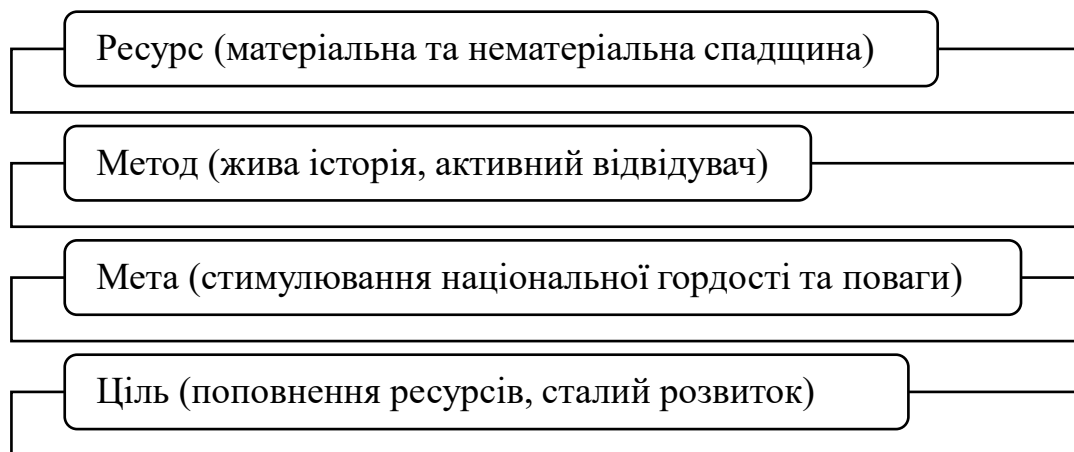 Ресурс (матеріальна та нематеріальна спадщина)
Метод (жива історія, активний відвідувач)
Мета (стимулювання національної гордості та поваги)
Ціль (поповнення ресурсів, сталий розвиток)